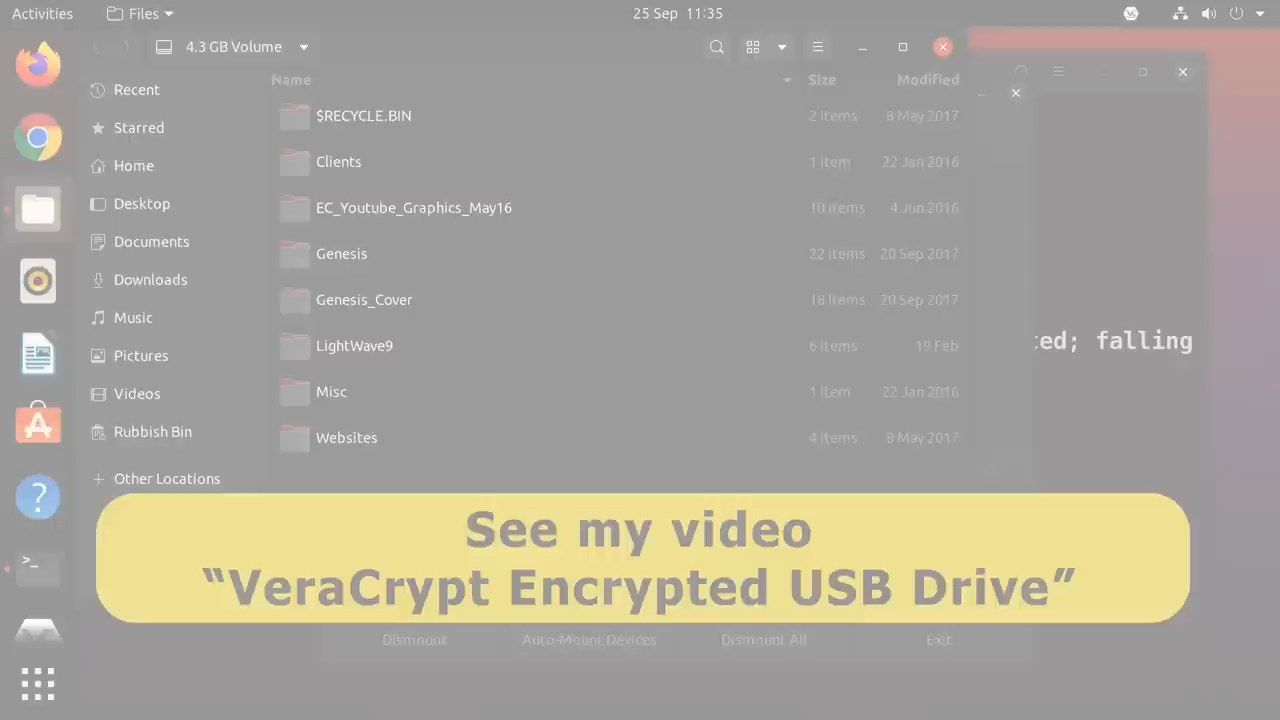 Activities Files 25 Sep 11:35
4.3 GB Volume
Name Size Modified
Recent
Starred
Home
Desktop
Documents
Downloads
Music
Pictures
Videos
Rubbish Bin
Other Locations
$RECYCLE.BIN 2 items 8 May 2017
Clients 1 item 22 Jan 2016
EC_Youtube_Graphics_May16 10 items 4 Jun 2016
Genesis 22 items 20 Sep 2017
Genesis_Cover 18 items 20 Sep 2017
LightWave9 6 items 19 Feb
Misc 1 item 22 Jan 2016
Websites 4 items 8 May 2017
ted; falling
See my video
“VeraCrypt Encrypted USB Drive”
Dismount Auto-Mount Devices Dismount All Exit